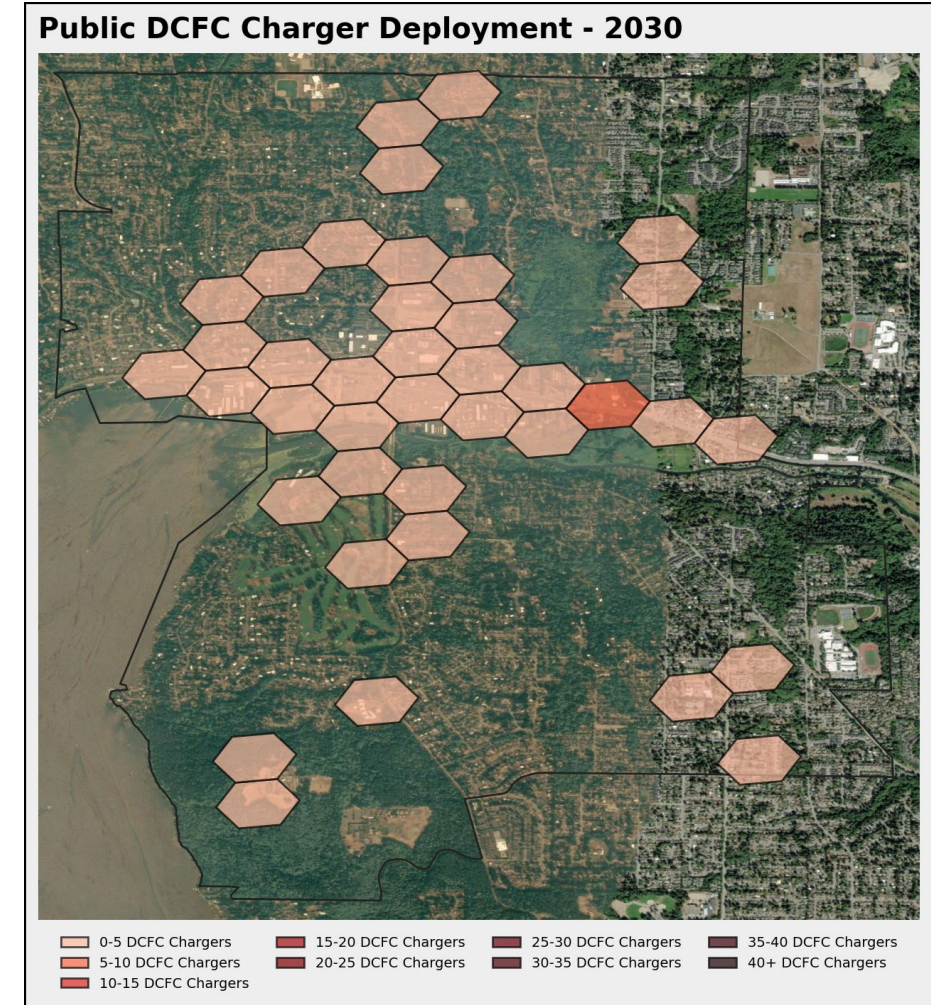 Public DCFC Charger Deployment - 2030
0-5 DCFC Chargers
5-10 DCFC Chargers
10-15 DCFC Chargers
15-20 DCFC Chargers
20-25 DCFC Chargers
25-30 DCFC Chargers
30-35 DCFC Chargers
35-40 DCFC Chargers
40+ DCFC Chargers